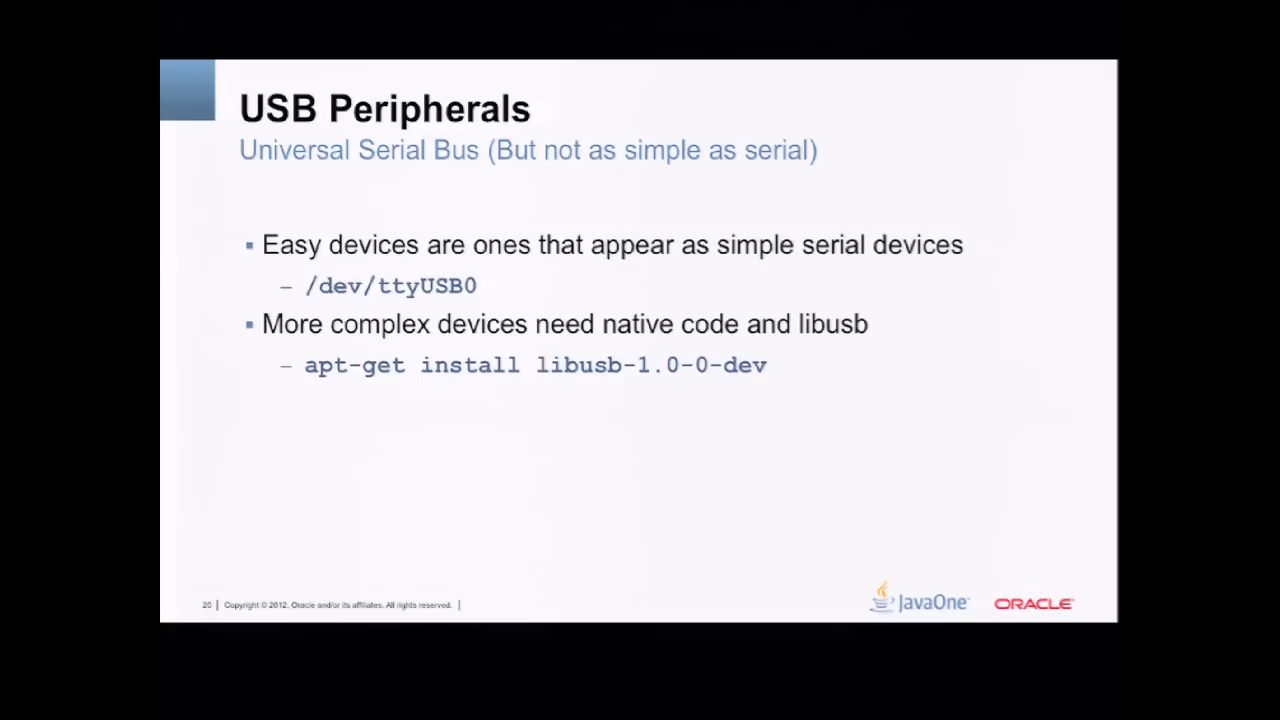 USB Peripherals
Universal Serial Bus (But not as simple as serial)
▪ Easy devices are ones that appear as simple serial devices
– /dev/ttyUSB0
▪ More complex devices need native code and libusb
– apt-get install libusb-1.0-0-dev
20 | Copyright © 2012, Oracle and/or its affiliates. All rights reserved. |
JavaOne™ ORACLE®